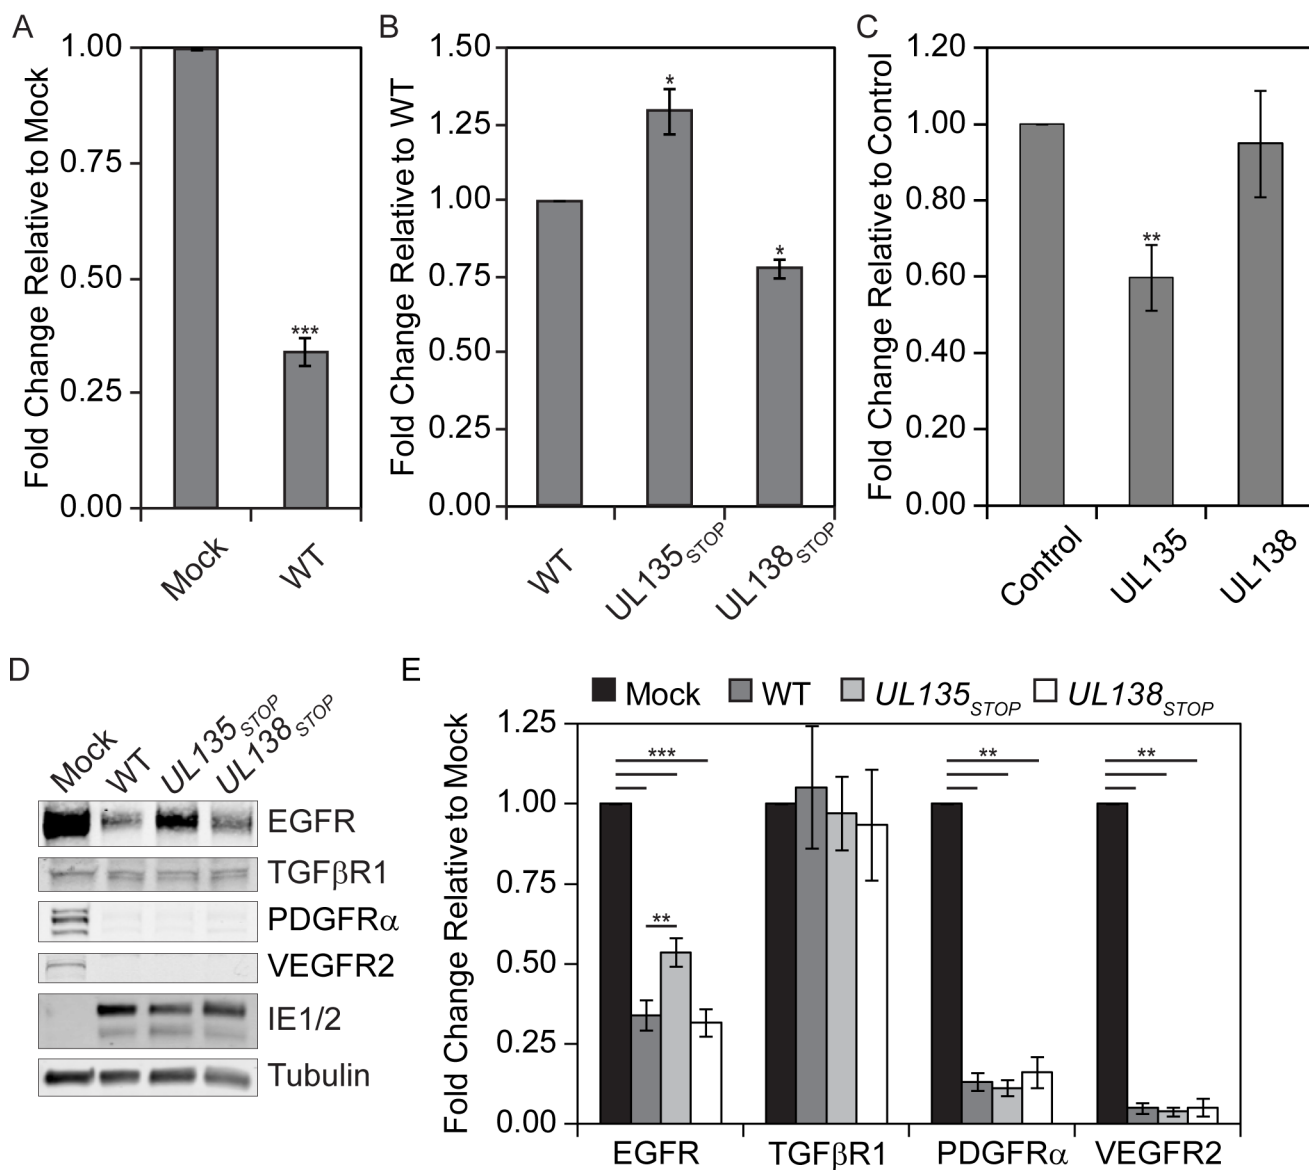 A
Fold Change Relative to Mock
1.00
0.75
0.50
0.25
0.00
***
Mock
WT
B
Fold Change Relative to WT
1.50
1.25
1.00
0.75
0.50
0.25
0.00
*
*
WT
UL135STOP
UL138STOP
C
Fold Change Relative to Control
1.20
1.00
0.80
0.60
0.40
0.20
0.00
**
Control
UL135
UL138
D
Mock
WT
UL135STOP
UL138STOP
EGFR
TGFβR1
PDGFRα
VEGFR2
IE1/2
Tubulin
E
Mock WT UL135STOP UL138STOP
Fold Change Relative to Mock
1.25
1.00
0.75
0.50
0.25
0.00
***
**
**
**
EGFR TGFβR1 PDGFRα VEGFR2